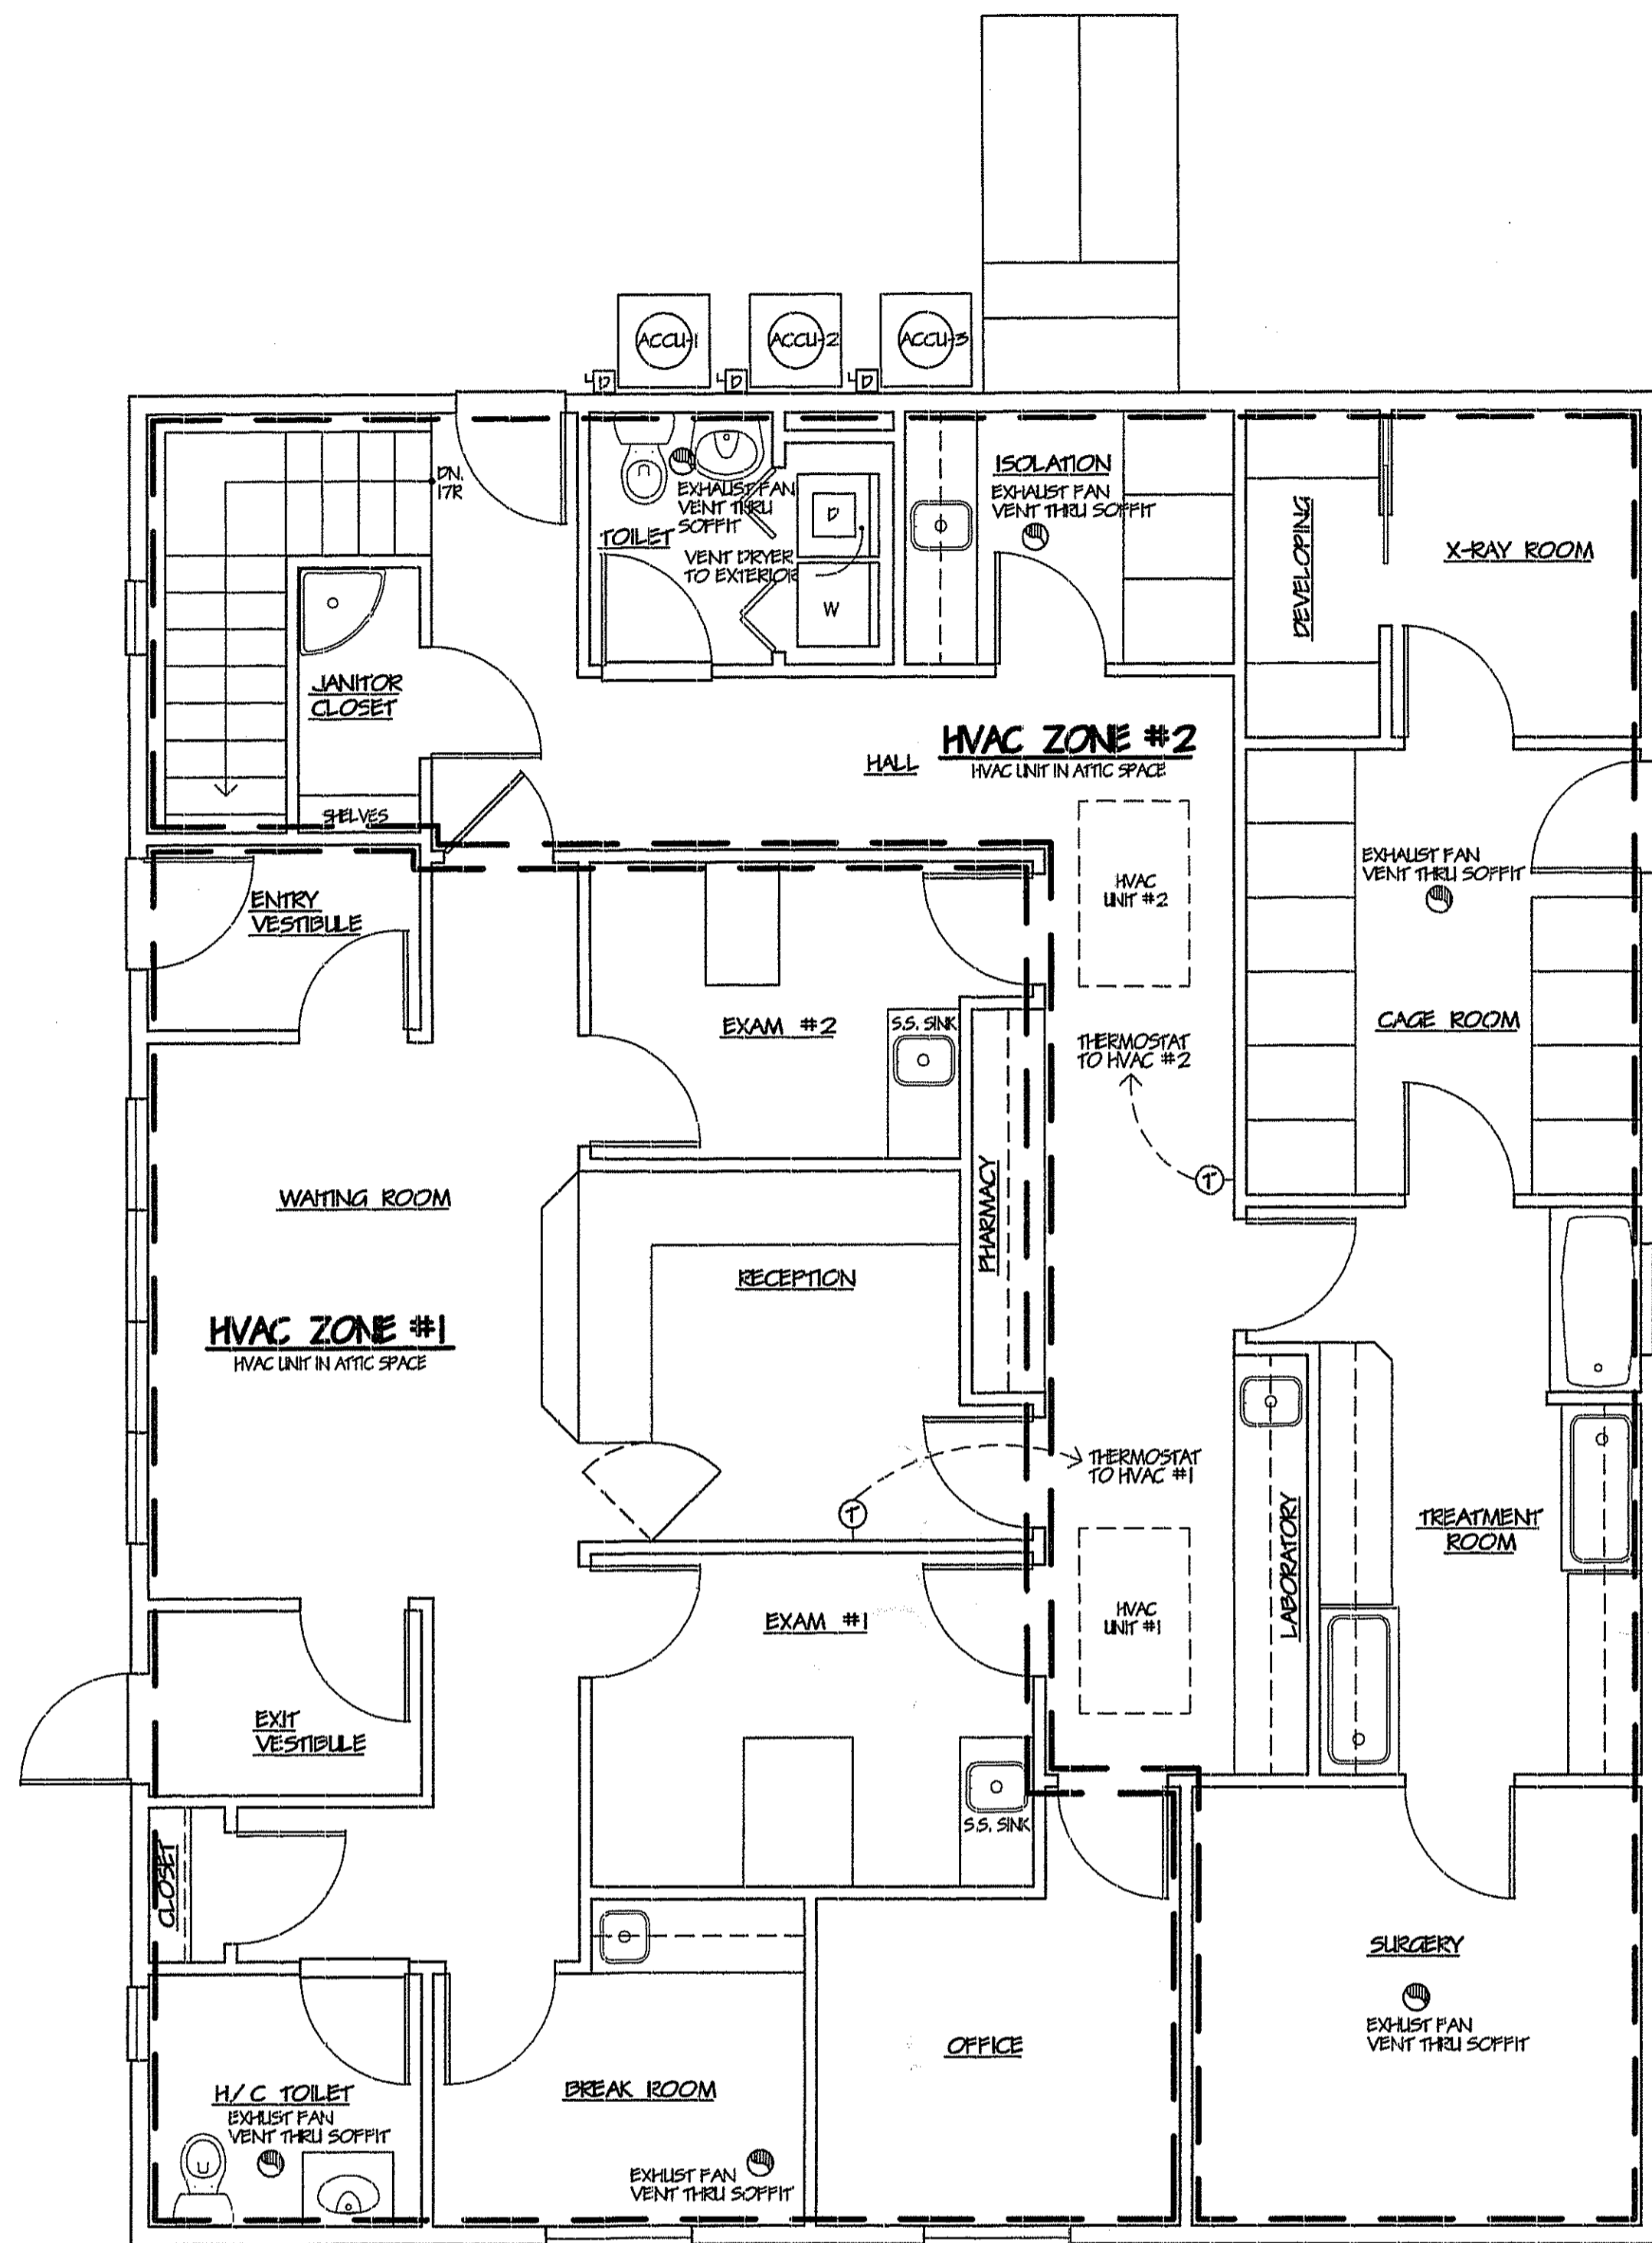 ACCU-1
ACCU-2
ACCU-3
D
D
D
DN.
17R
EXHAUST FAN
VENT THRU
SOFFIT
TOILET
VENT DRYER
TO EXTERIOR
D
W
ISOLATION
EXHAUST FAN
VENT THRU SOFFIT
DEVELOPING
X-RAY ROOM
JANITOR
CLOSET
SHELVES
HALL
HVAC ZONE #2
HVAC UNIT IN ATTIC SPACE
ENTRY
VESTIBULE
HVAC
UNIT #2
EXHAUST FAN
VENT THRU SOFFIT
CAGE ROOM
EXAM #2
S.S. SINK
THERMOSTAT
TO HVAC #2
T
PHARMACY
WAITING ROOM
RECEPTION
HVAC ZONE #1
HVAC UNIT IN ATTIC SPACE
THERMOSTAT
TO HVAC #1
T
LABORATORY
TREATMENT
ROOM
EXAM #1
HVAC
UNIT #1
EXIT
VESTIBULE
S.S. SINK
CLOSET
SURGERY
EXHUST FAN
VENT THRU SOFFIT
OFFICE
BREAK ROOM
EXHUST FAN
VENT THRU SOFFIT
H/C TOILET
EXHUST FAN
VENT THRU SOFFIT